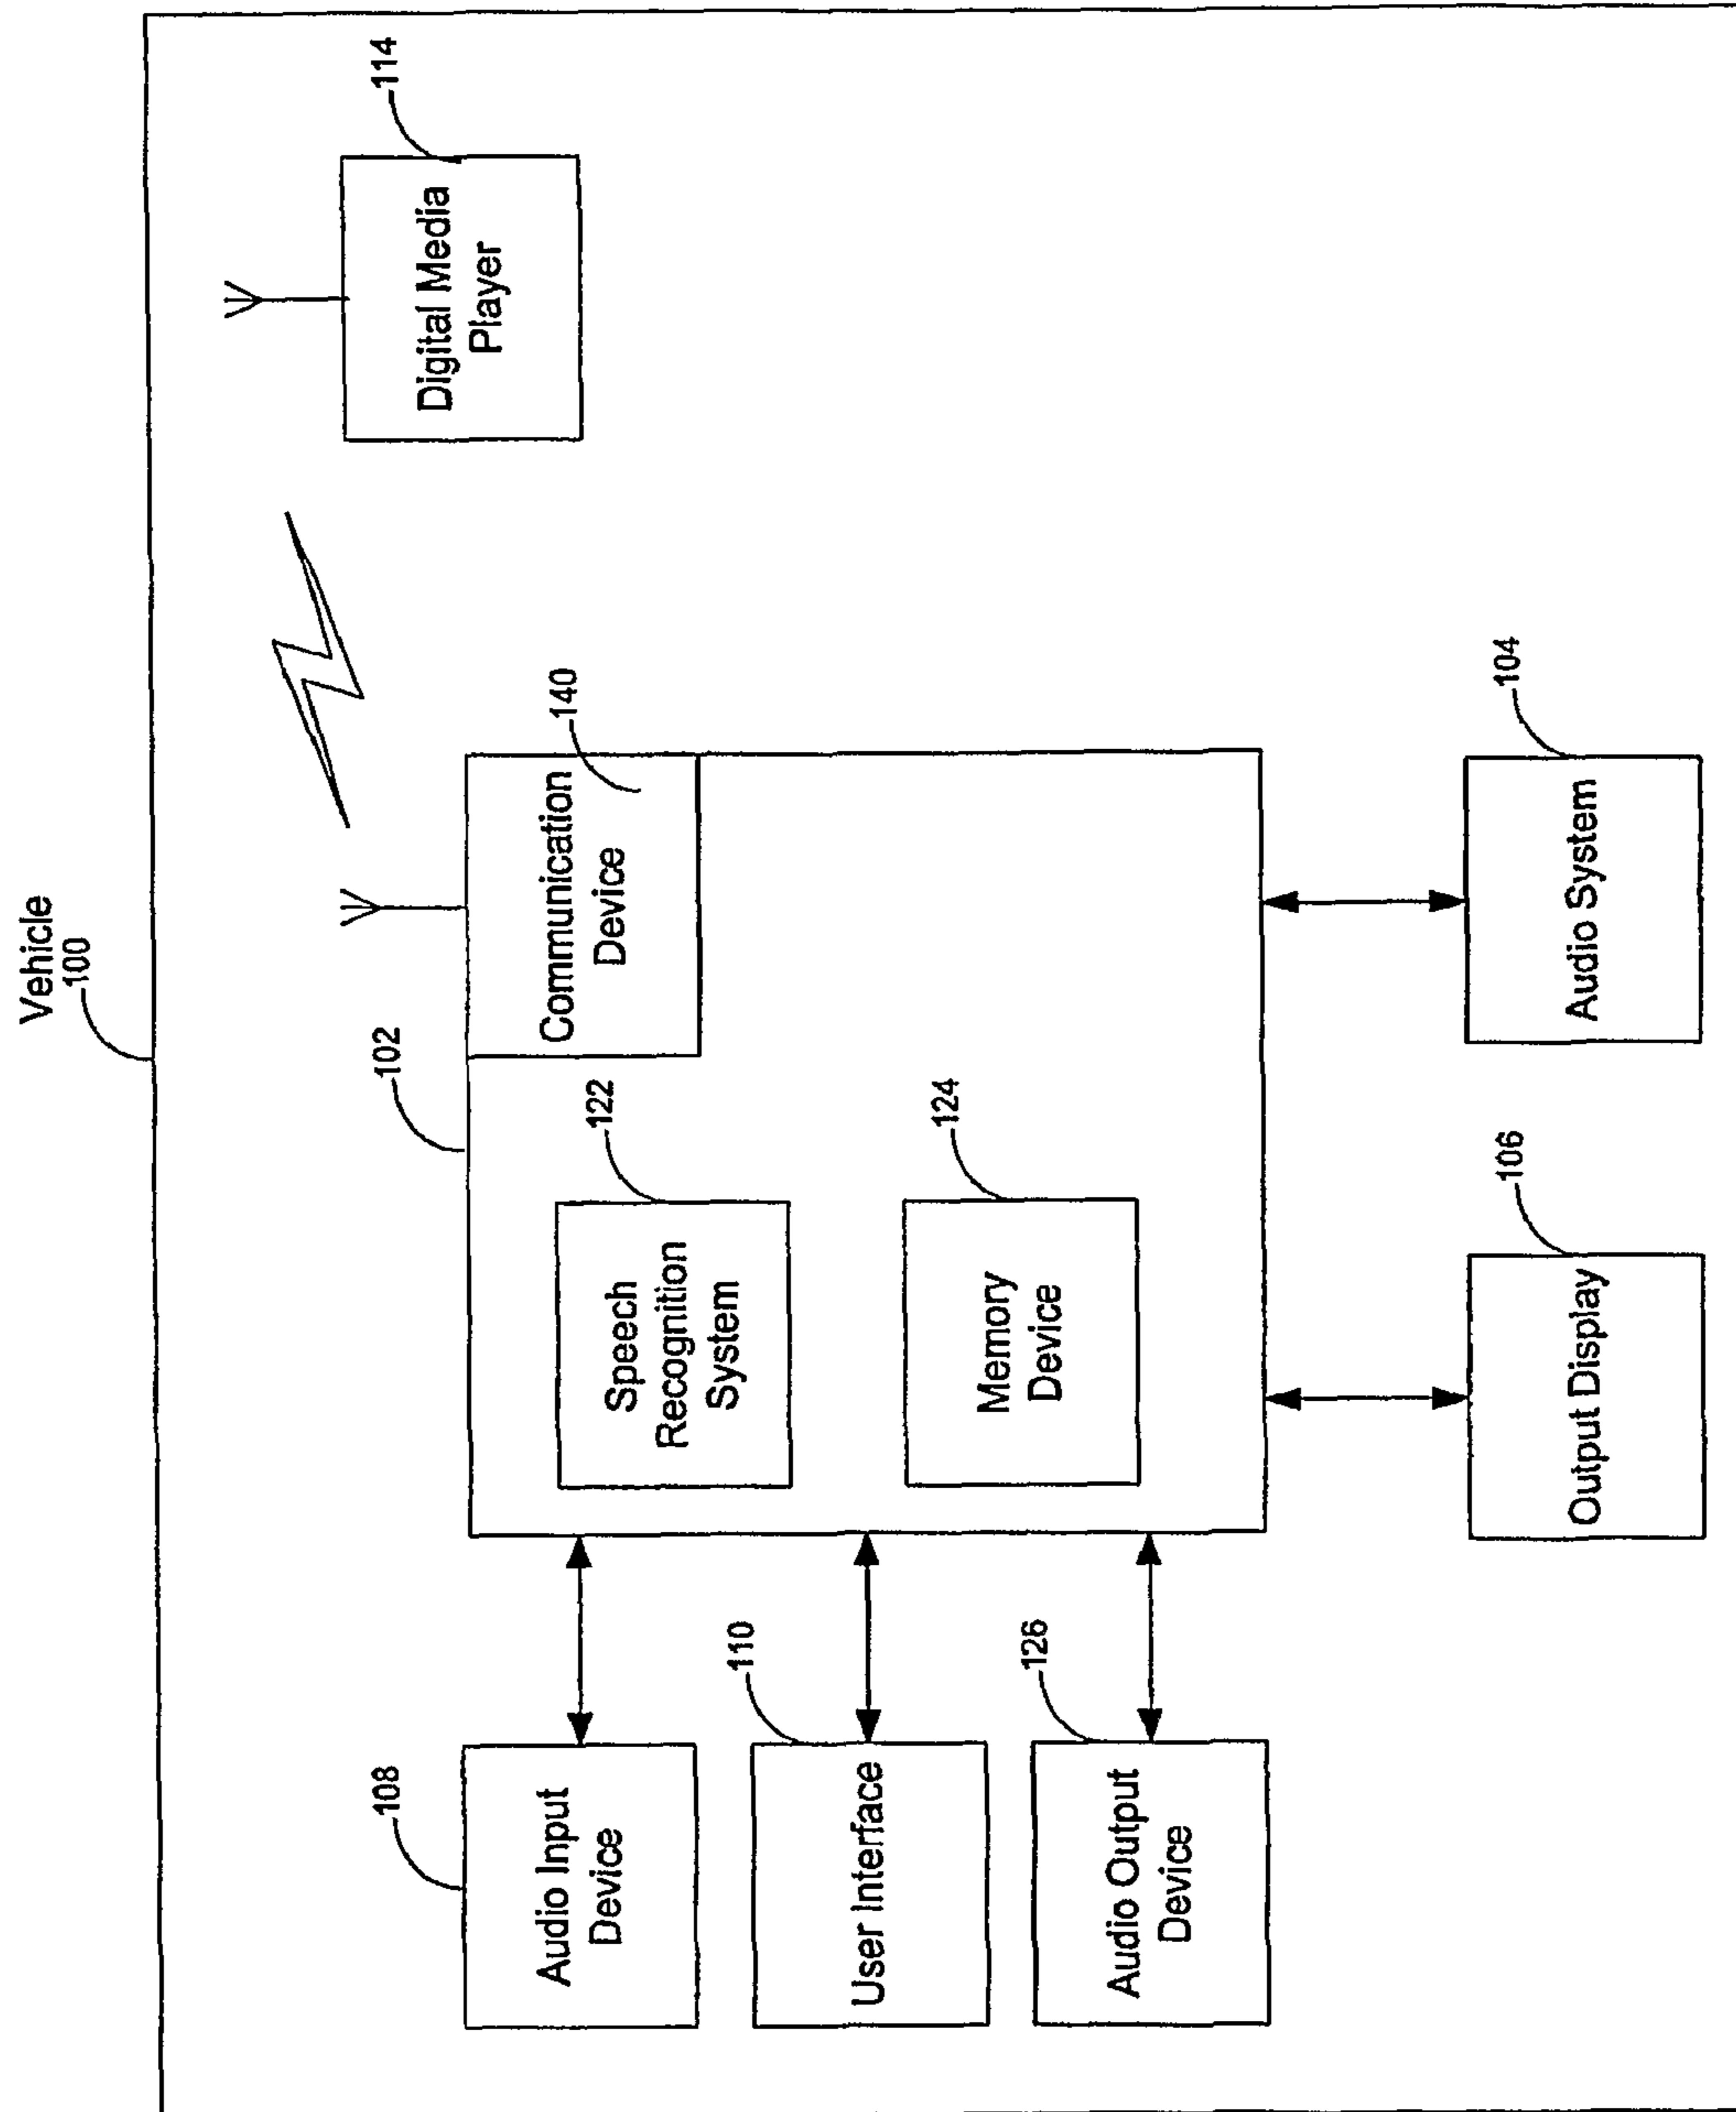 Vehicle
100
114
Digital Media
Player
102
140
Communication
Device
122
Speech
Recognition
System
124
Memory
Device
108
Audio Input
Device
110
User Interface
126
Audio Output
Device
106
Output Display
104
Audio System